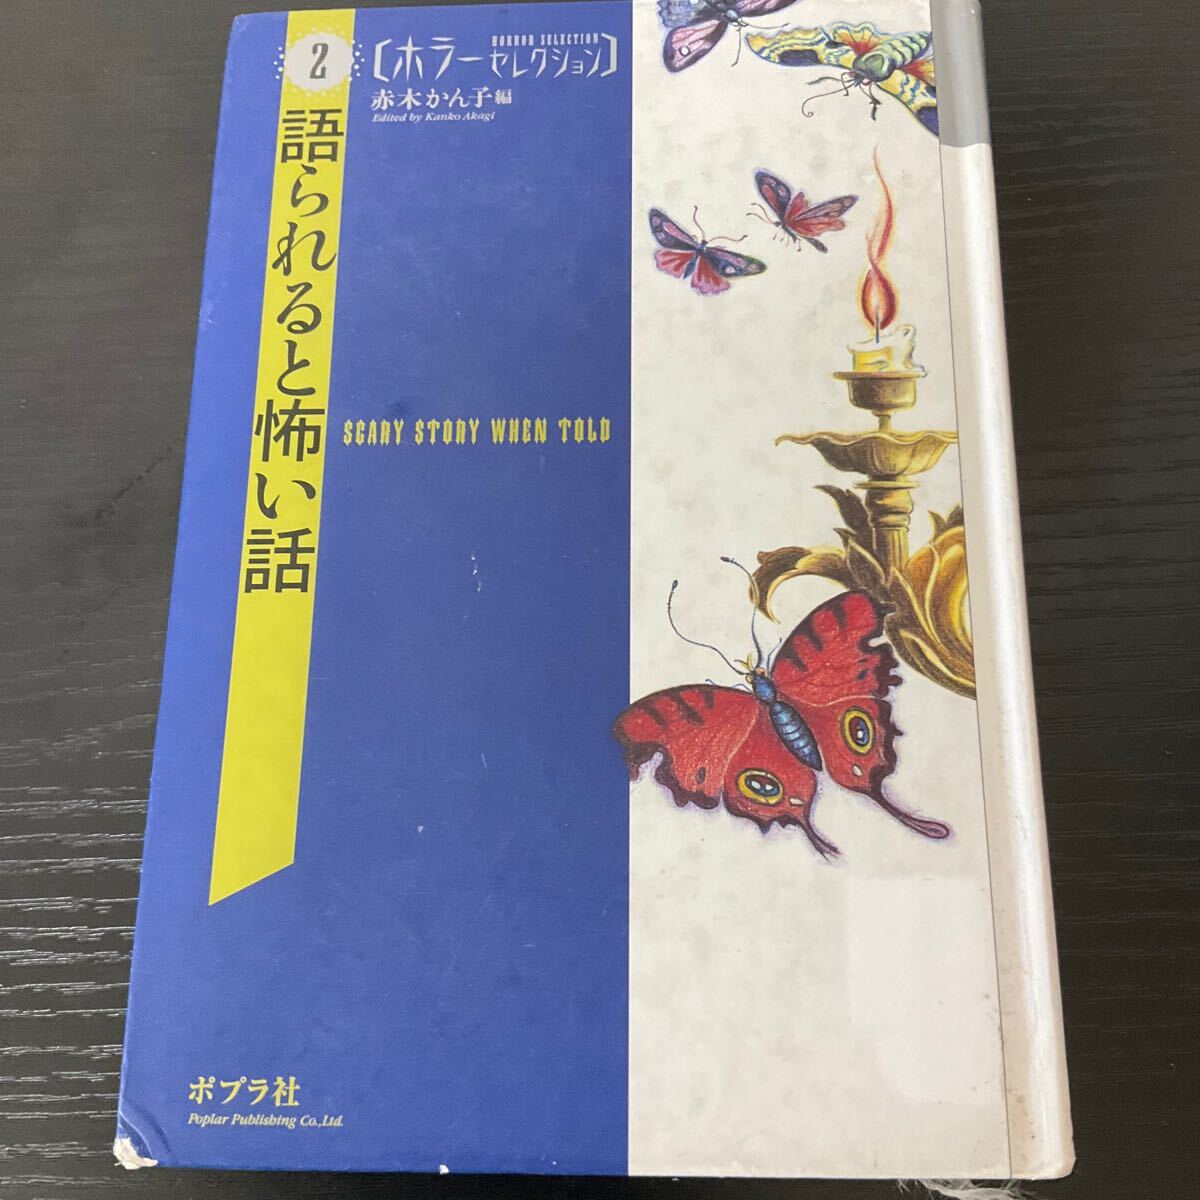 2
HORROR SELECTION
［ホラーセレクション］
赤木かん子編
Edited by Kanko Akagi
語られると怖い話
SCARY STORY WHEN TOLD
ポプラ社
Poplar Publishing Co.,Ltd.